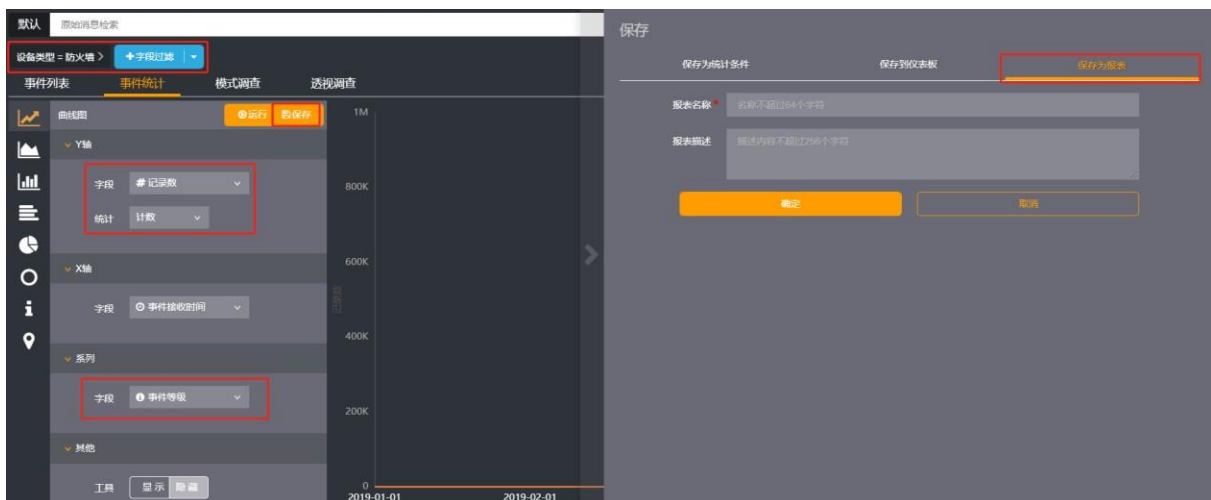 默认 原始消息检索
设备类型 = 防火墙 > +字段过滤
事件列表 事件统计 模式调查 透视调查
曲线图 运行 保存
Y轴
字段 # 记录数
统计 计数
X轴
字段 事件接收时间
系列
字段 事件等级
其他
工具 显示 隐藏
1M
800K
600K
记录数
400K
200K
0
2019-01-01 2019-02-01
保存
保存为统计条件 保存到仪表板 保存为报表
报表名称* 名称不超过64个字符
报表描述 描述内容不超过256个字符
确定 取消